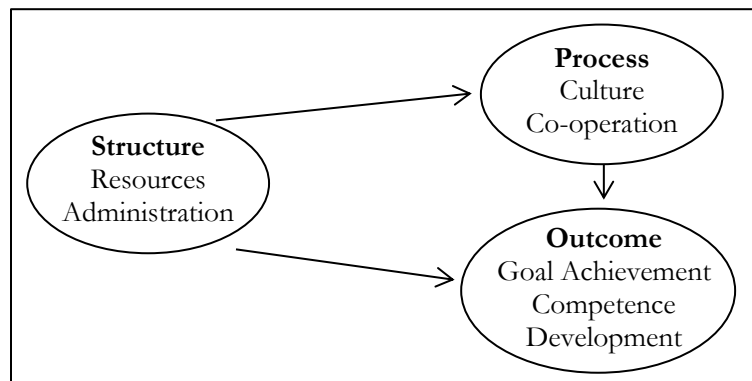 Process
Culture
Co-operation
Structure
Resources
Administration
Outcome
Goal Achievement
Competence
Development